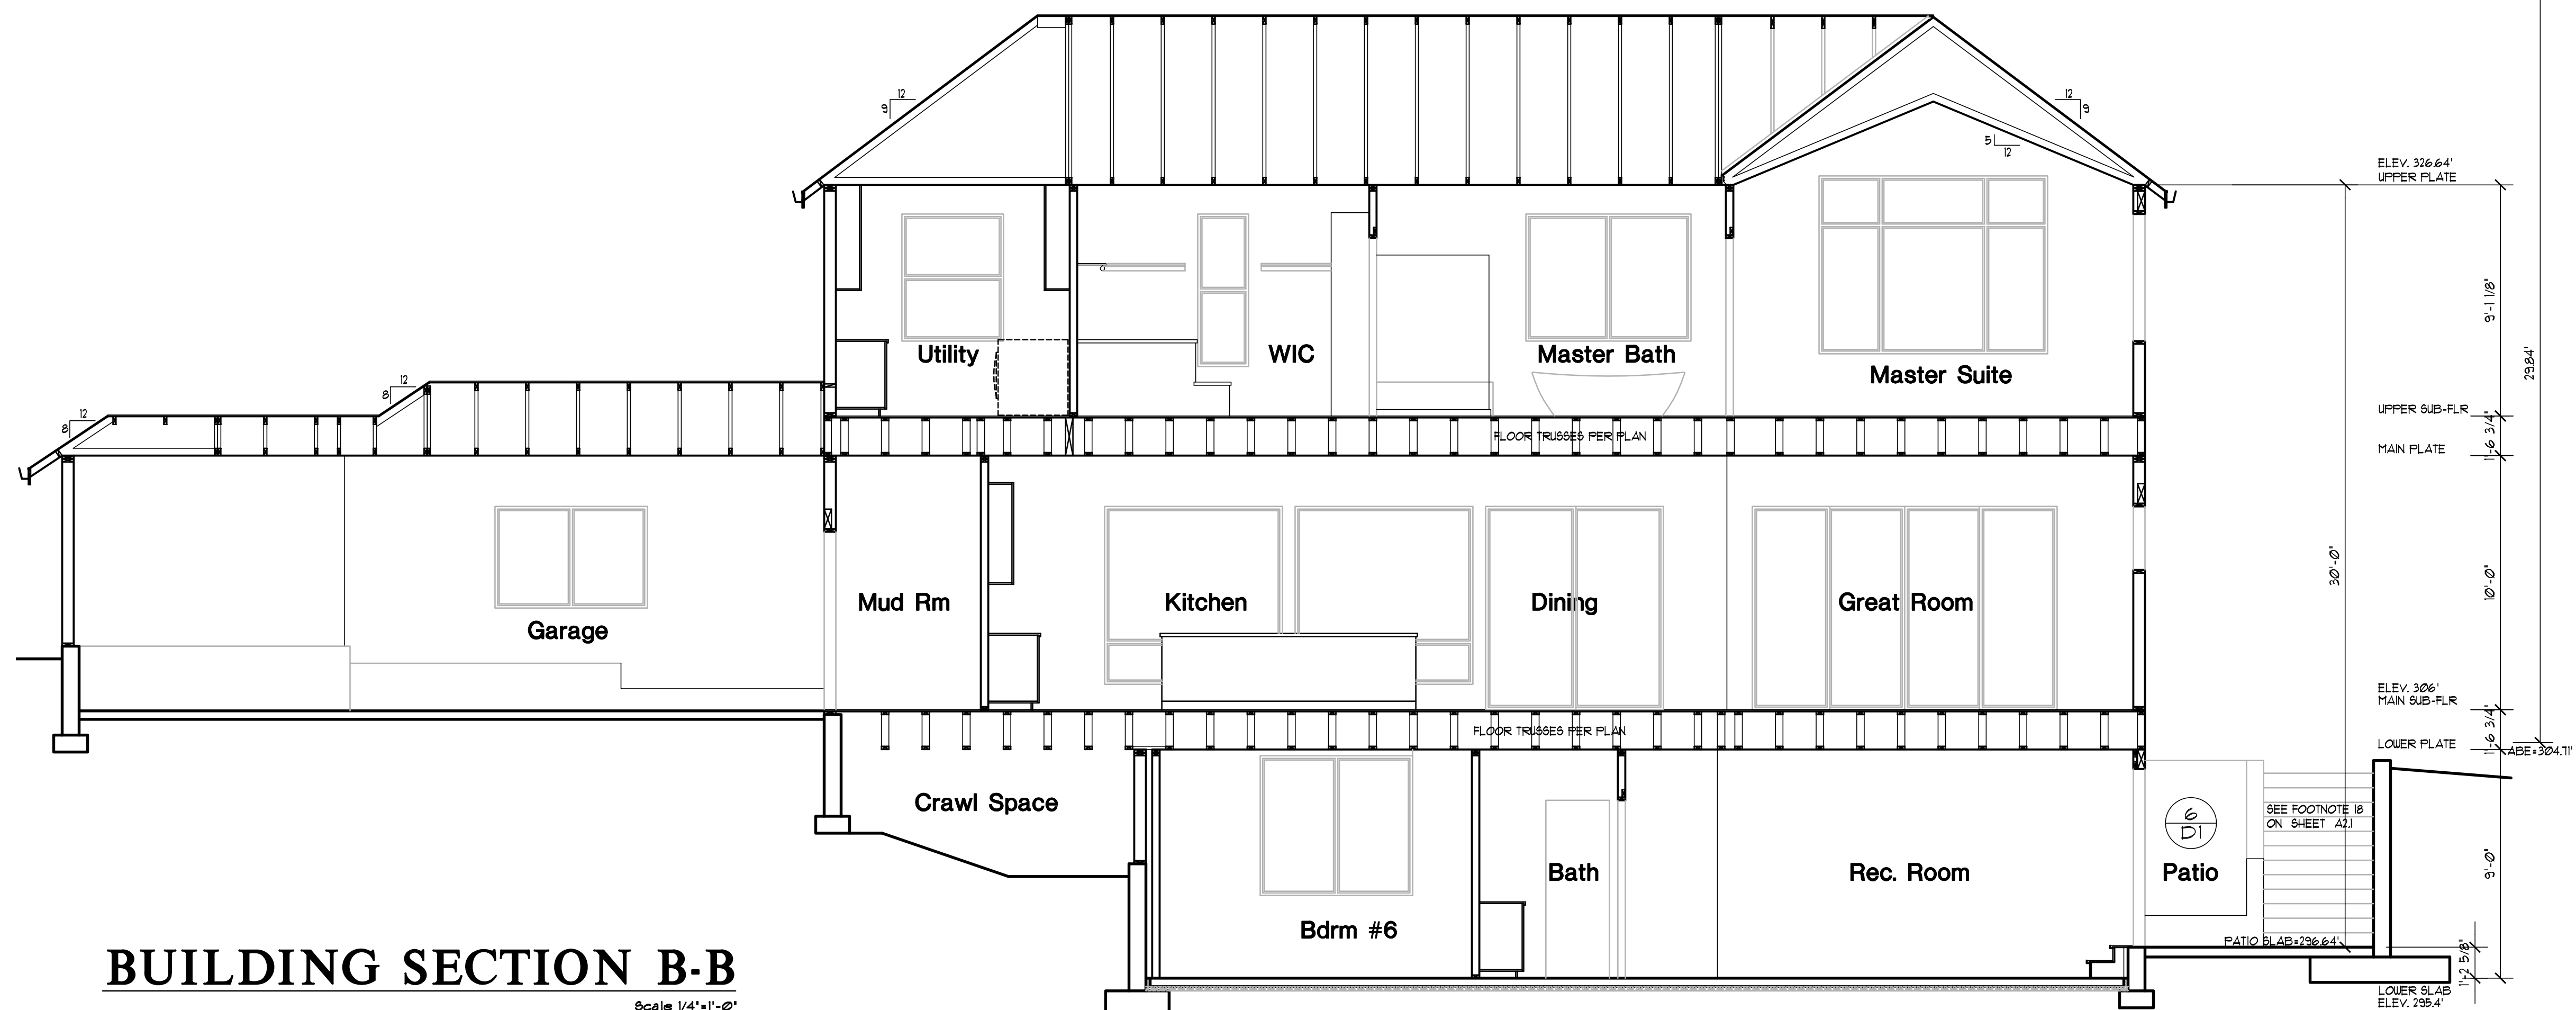 12
9
12
9
5
12
ELEV. 326.64'
UPPER PLATE
9'-1 1/8"
29.84'
Utility
WIC
Master Bath
Master Suite
12
8
12
8
UPPER SUB-FLR
FLOOR TRUSSES PER PLAN
1'-6 3/4"
MAIN PLATE
30'-0"
10'-0"
Mud Rm
Kitchen
Dining
Great Room
Garage
ELEV. 306'
MAIN SUB-FLR
FLOOR TRUSSES PER PLAN
1'-6 3/4"
LOWER PLATE
ABE=304.71'
Crawl Space
6
D1
SEE FOOTNOTE 18
ON SHEET A2.1
Bath
Rec. Room
Patio
9'-0"
Bdrm #6
PATIO SLAB=296.64'
1'-2 5/8"
BUILDING SECTION B-B
LOWER SLAB
ELEV. 295.4'
Scale 1/4"=1'-0"